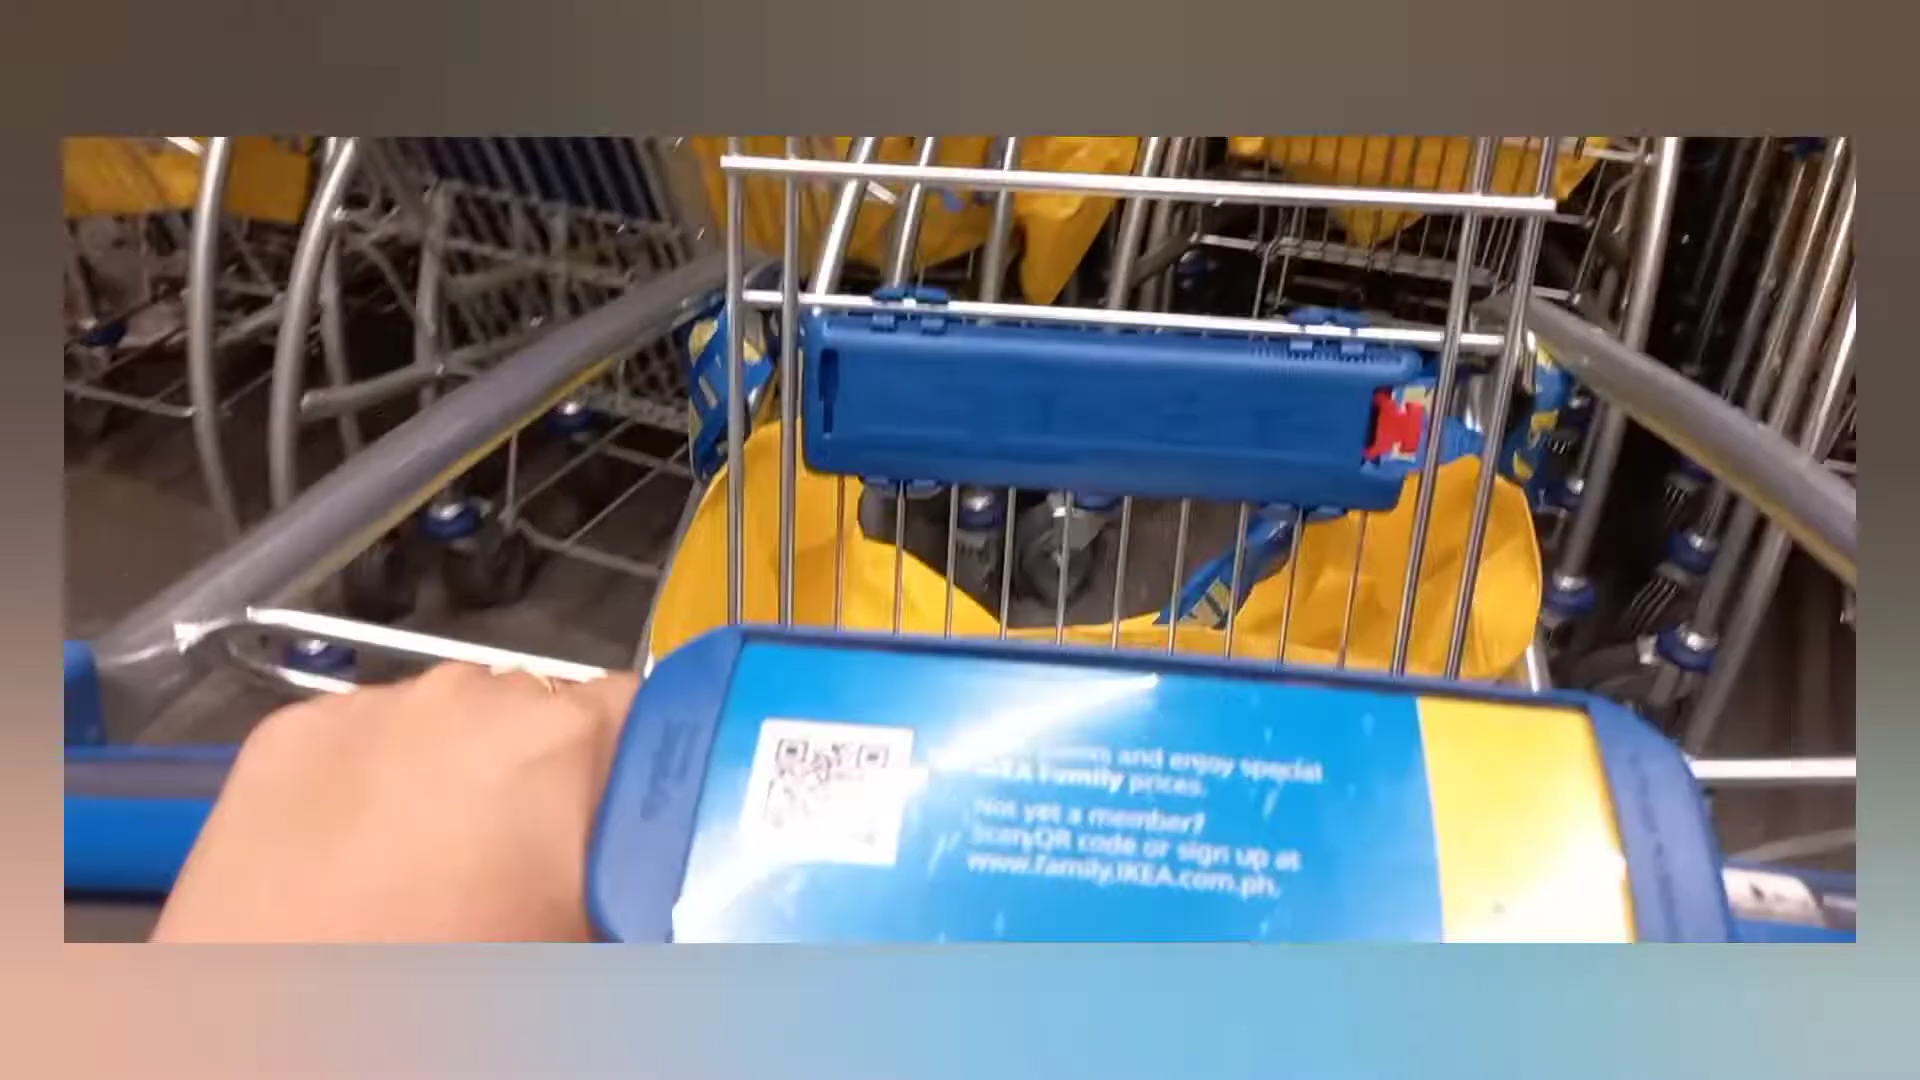 and enjoy special
Family prices.
Not yet a member?
Scan QR code or sign up at
www.family.IKEA.com.ph.